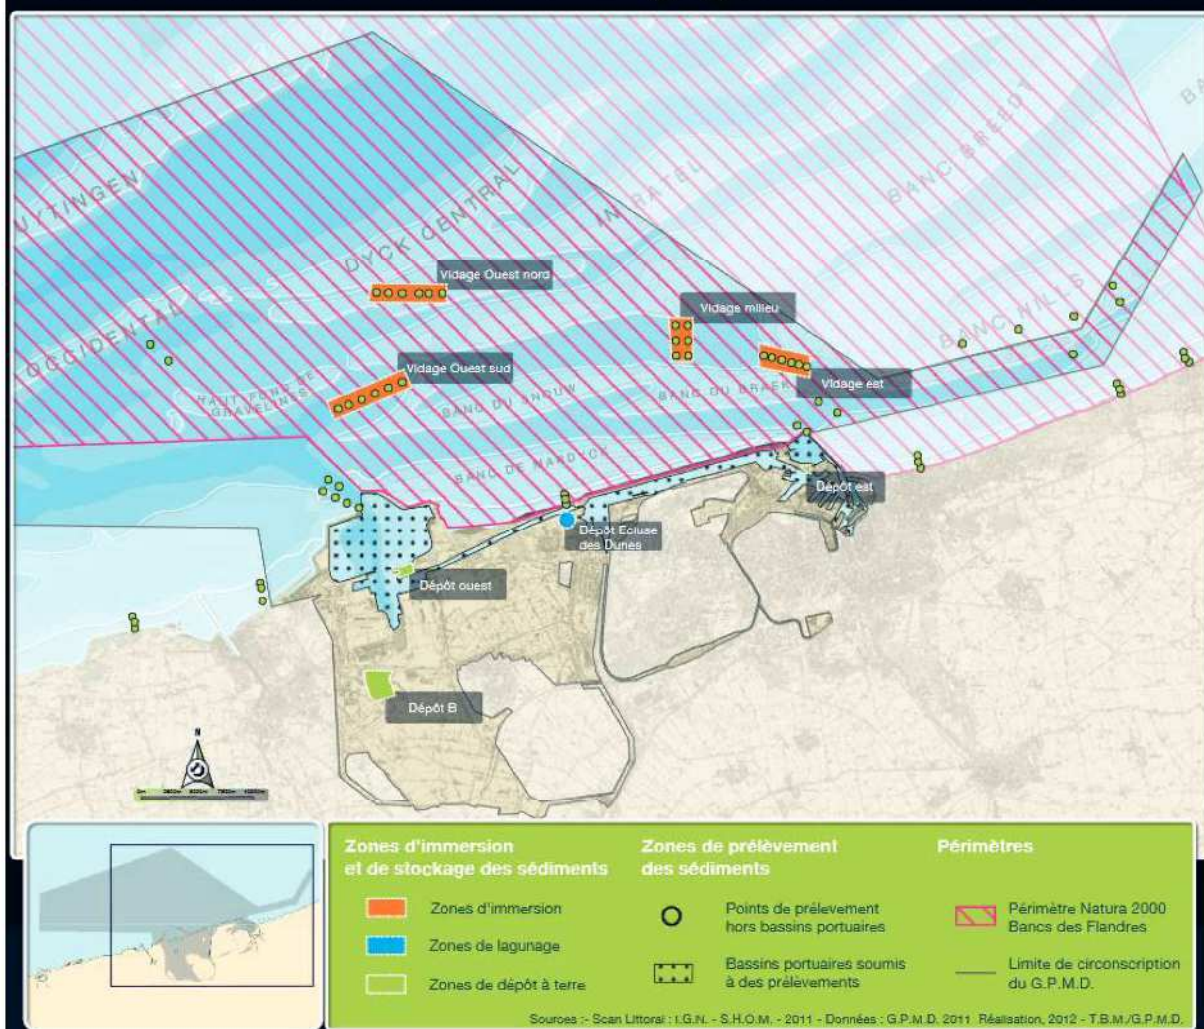 BANC BREEDT
UYTINGEN
DYCK CENTRAL
IN RATEL
Vidage Ouest nord
BANC HILLS
Vidage milieu
OCCIDENTAL
Vidage Ouest sud
Vidage est
HAUT FOND DE
GRAVELINES
BANC DU SNOUW
BANC DU BREEK
BANC DE MARDYCK
Dépôt est
Dépôt Ecluse
des Dunes
Dépôt ouest
Dépôt B
N
Zones d'immersion
et de stockage des sédiments
Zones d'immersion
Zones de lagunage
Zones de dépôt à terre
Zones de prélèvement
des sédiments
Points de prélevement
hors bassins portuaires
Bassins portuaires soumis
à des prélèvements
Périmètres
Périmètre Natura 2000
Bancs des Flandres
Limite de circonscription
du G.P.M.D.
Sources :- Scan Littoral : I.G.N. - S.H.O.M. - 2011 - Données : G.P.M.D. 2011 Réalisation, 2012 - T.B.M./G.P.M.D.